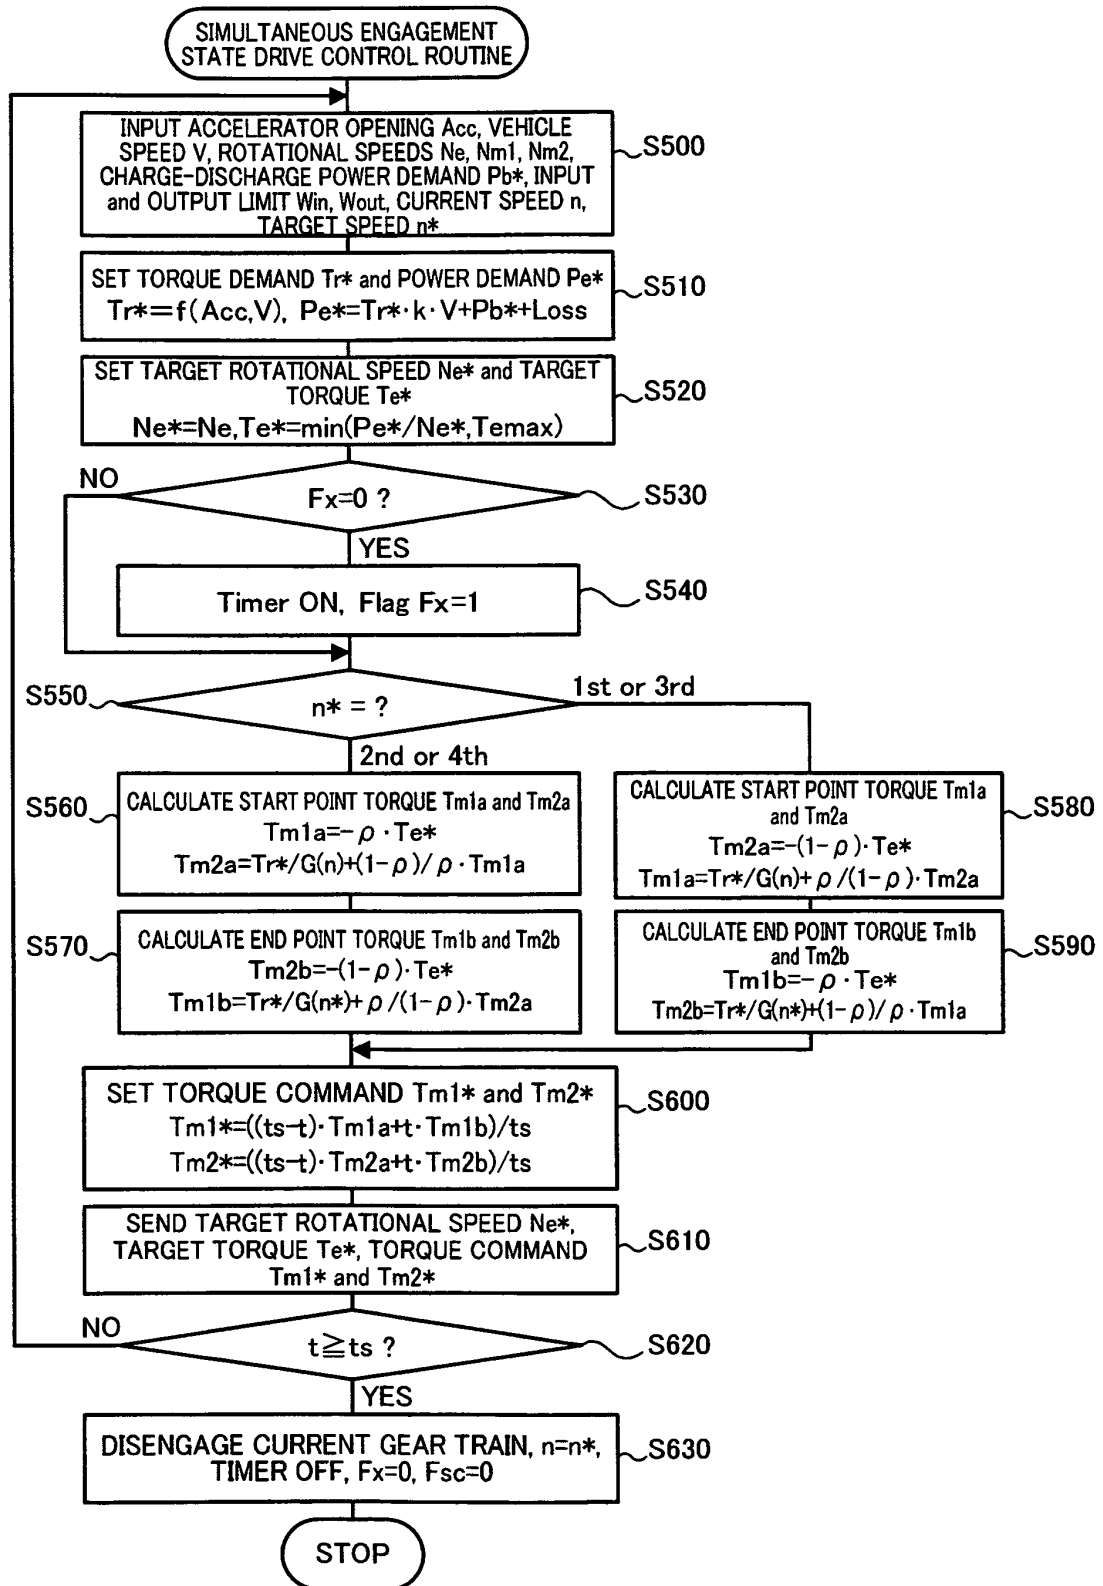 SIMULTANEOUS ENGAGEMENT
STATE DRIVE CONTROL ROUTINE
INPUT ACCELERATOR OPENING Acc, VEHICLE
SPEED V, ROTATIONAL SPEEDS Ne, Nm1, Nm2,
CHARGE-DISCHARGE POWER DEMAND Pb*, INPUT
and OUTPUT LIMIT Win, Wout, CURRENT SPEED n,
TARGET SPEED n*
S500
SET TORQUE DEMAND Tr* and POWER DEMAND Pe*
Tr*=f(Acc,V), Pe*=Tr*·k·V+Pb*+Loss
S510
SET TARGET ROTATIONAL SPEED Ne* and TARGET
TORQUE Te*
Ne*=Ne,Te*=min(Pe*/Ne*,Temax)
S520
NO
Fx=0 ?
S530
YES
Timer ON, Flag Fx=1
S540
S550
n* = ?
1st or 3rd
2nd or 4th
S560
CALCULATE START POINT TORQUE Tm1a and Tm2a
Tm1a=-ρ·Te*
Tm2a=Tr*/G(n)+(1-ρ)/ρ·Tm1a
CALCULATE START POINT TORQUE Tm1a
and Tm2a
Tm2a=-(1-ρ)·Te*
Tm1a=Tr*/G(n)+ρ/(1-ρ)·Tm2a
S580
S570
CALCULATE END POINT TORQUE Tm1b and Tm2b
Tm2b=-(1-ρ)·Te*
Tm1b=Tr*/G(n*)+ρ/(1-ρ)·Tm2a
CALCULATE END POINT TORQUE Tm1b
and Tm2b
Tm1b=-ρ·Te*
Tm2b=Tr*/G(n*)+(1-ρ)/ρ·Tm1a
S590
SET TORQUE COMMAND Tm1* and Tm2*
Tm1*=((ts-t)·Tm1a+t·Tm1b)/ts
Tm2*=((ts-t)·Tm2a+t·Tm2b)/ts
S600
SEND TARGET ROTATIONAL SPEED Ne*,
TARGET TORQUE Te*, TORQUE COMMAND
Tm1* and Tm2*
S610
NO
t≧ts ?
S620
YES
DISENGAGE CURRENT GEAR TRAIN, n=n*,
TIMER OFF, Fx=0, Fsc=0
S630
STOP